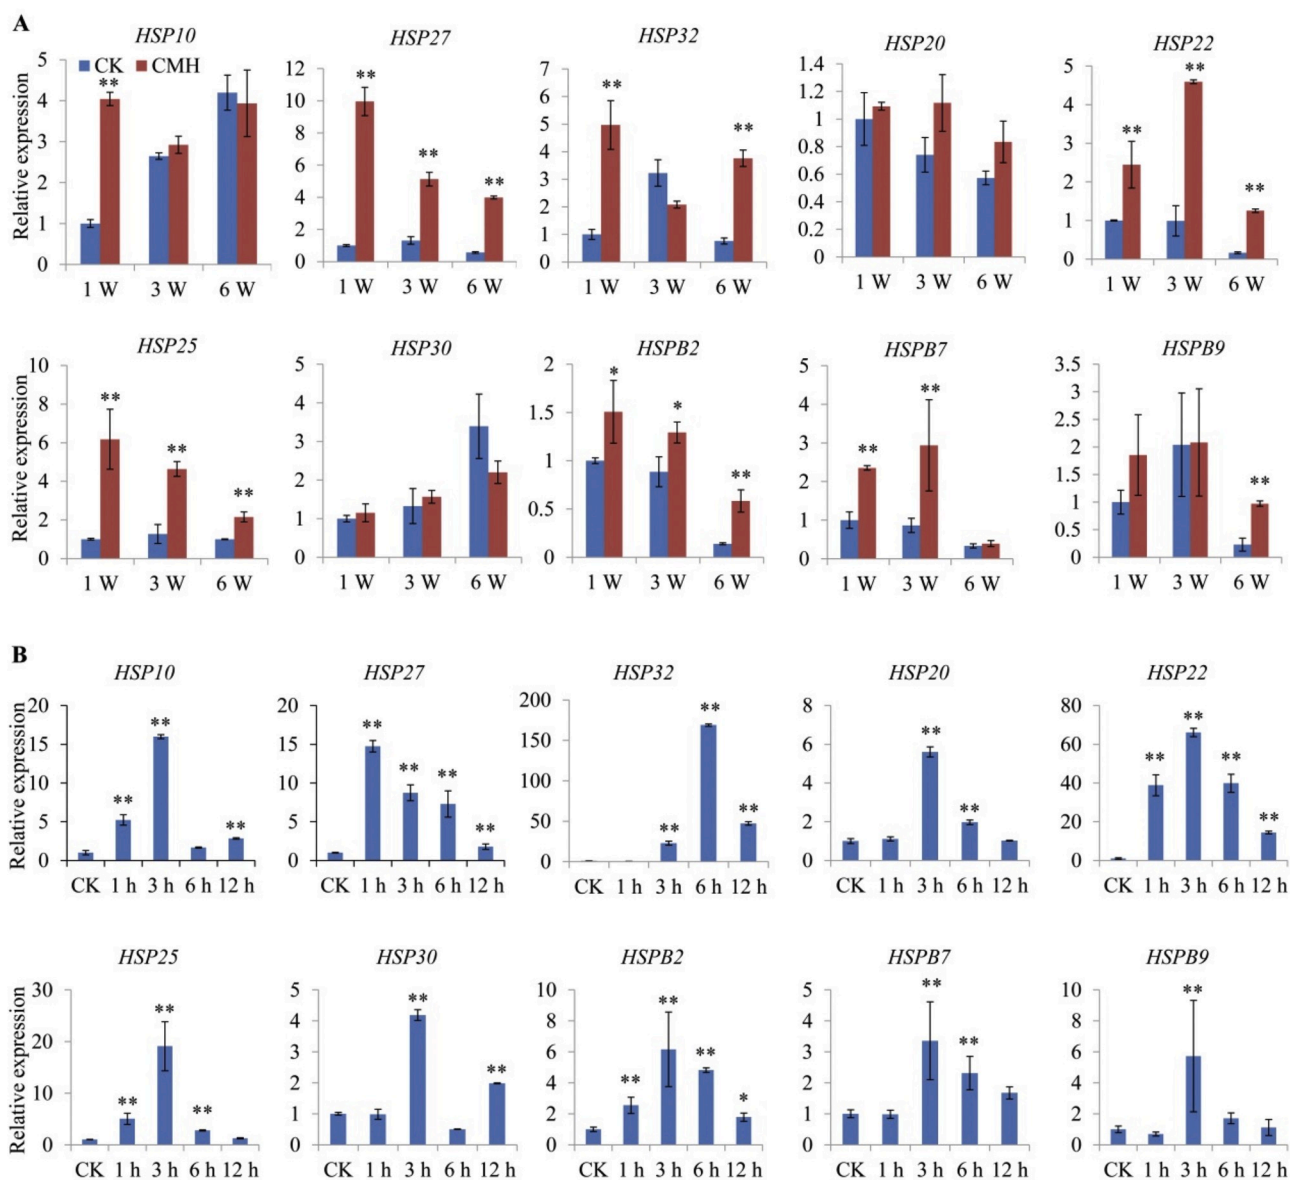 A
HSP10 HSP27 HSP32 HSP20 HSP22
CK CMH
Relative expression
5 4 3 2 1 0
**
1 W 3 W 6 W
12 10 8 6 4 2 0
** ** **
1 W 3 W 6 W
7 6 5 4 3 2 1 0
** **
1 W 3 W 6 W
1.4 1.2 1 0.8 0.6 0.4 0.2 0
1 W 3 W 6 W
5 4 3 2 1 0
** ** **
1 W 3 W 6 W
HSP25 HSP30 HSPB2 HSPB7 HSPB9
Relative expression
10 8 6 4 2 0
** ** **
1 W 3 W 6 W
5 4 3 2 1 0
1 W 3 W 6 W
2 1.5 1 0.5 0
* * **
1 W 3 W 6 W
5 4 3 2 1 0
** **
1 W 3 W 6 W
3.5 3 2.5 2 1.5 1 0.5 0
**
1 W 3 W 6 W
B
HSP10 HSP27 HSP32 HSP20 HSP22
Relative expression
20 15 10 5 0
** ** **
CK 1 h 3 h 6 h 12 h
20 15 10 5 0
** ** ** **
CK 1 h 3 h 6 h 12 h
200 150 100 50 0
** ** **
CK 1 h 3 h 6 h 12 h
8 6 4 2 0
** **
CK 1 h 3 h 6 h 12 h
80 60 40 20 0
** ** ** **
CK 1 h 3 h 6 h 12 h
HSP25 HSP30 HSPB2 HSPB7 HSPB9
Relative expression
30 20 10 0
** ** **
CK 1 h 3 h 6 h 12 h
5 4 3 2 1 0
** **
CK 1 h 3 h 6 h 12 h
10 8 6 4 2 0
** ** ** *
CK 1 h 3 h 6 h 12 h
5 4 3 2 1 0
** **
CK 1 h 3 h 6 h 12 h
10 8 6 4 2 0
**
CK 1 h 3 h 6 h 12 h